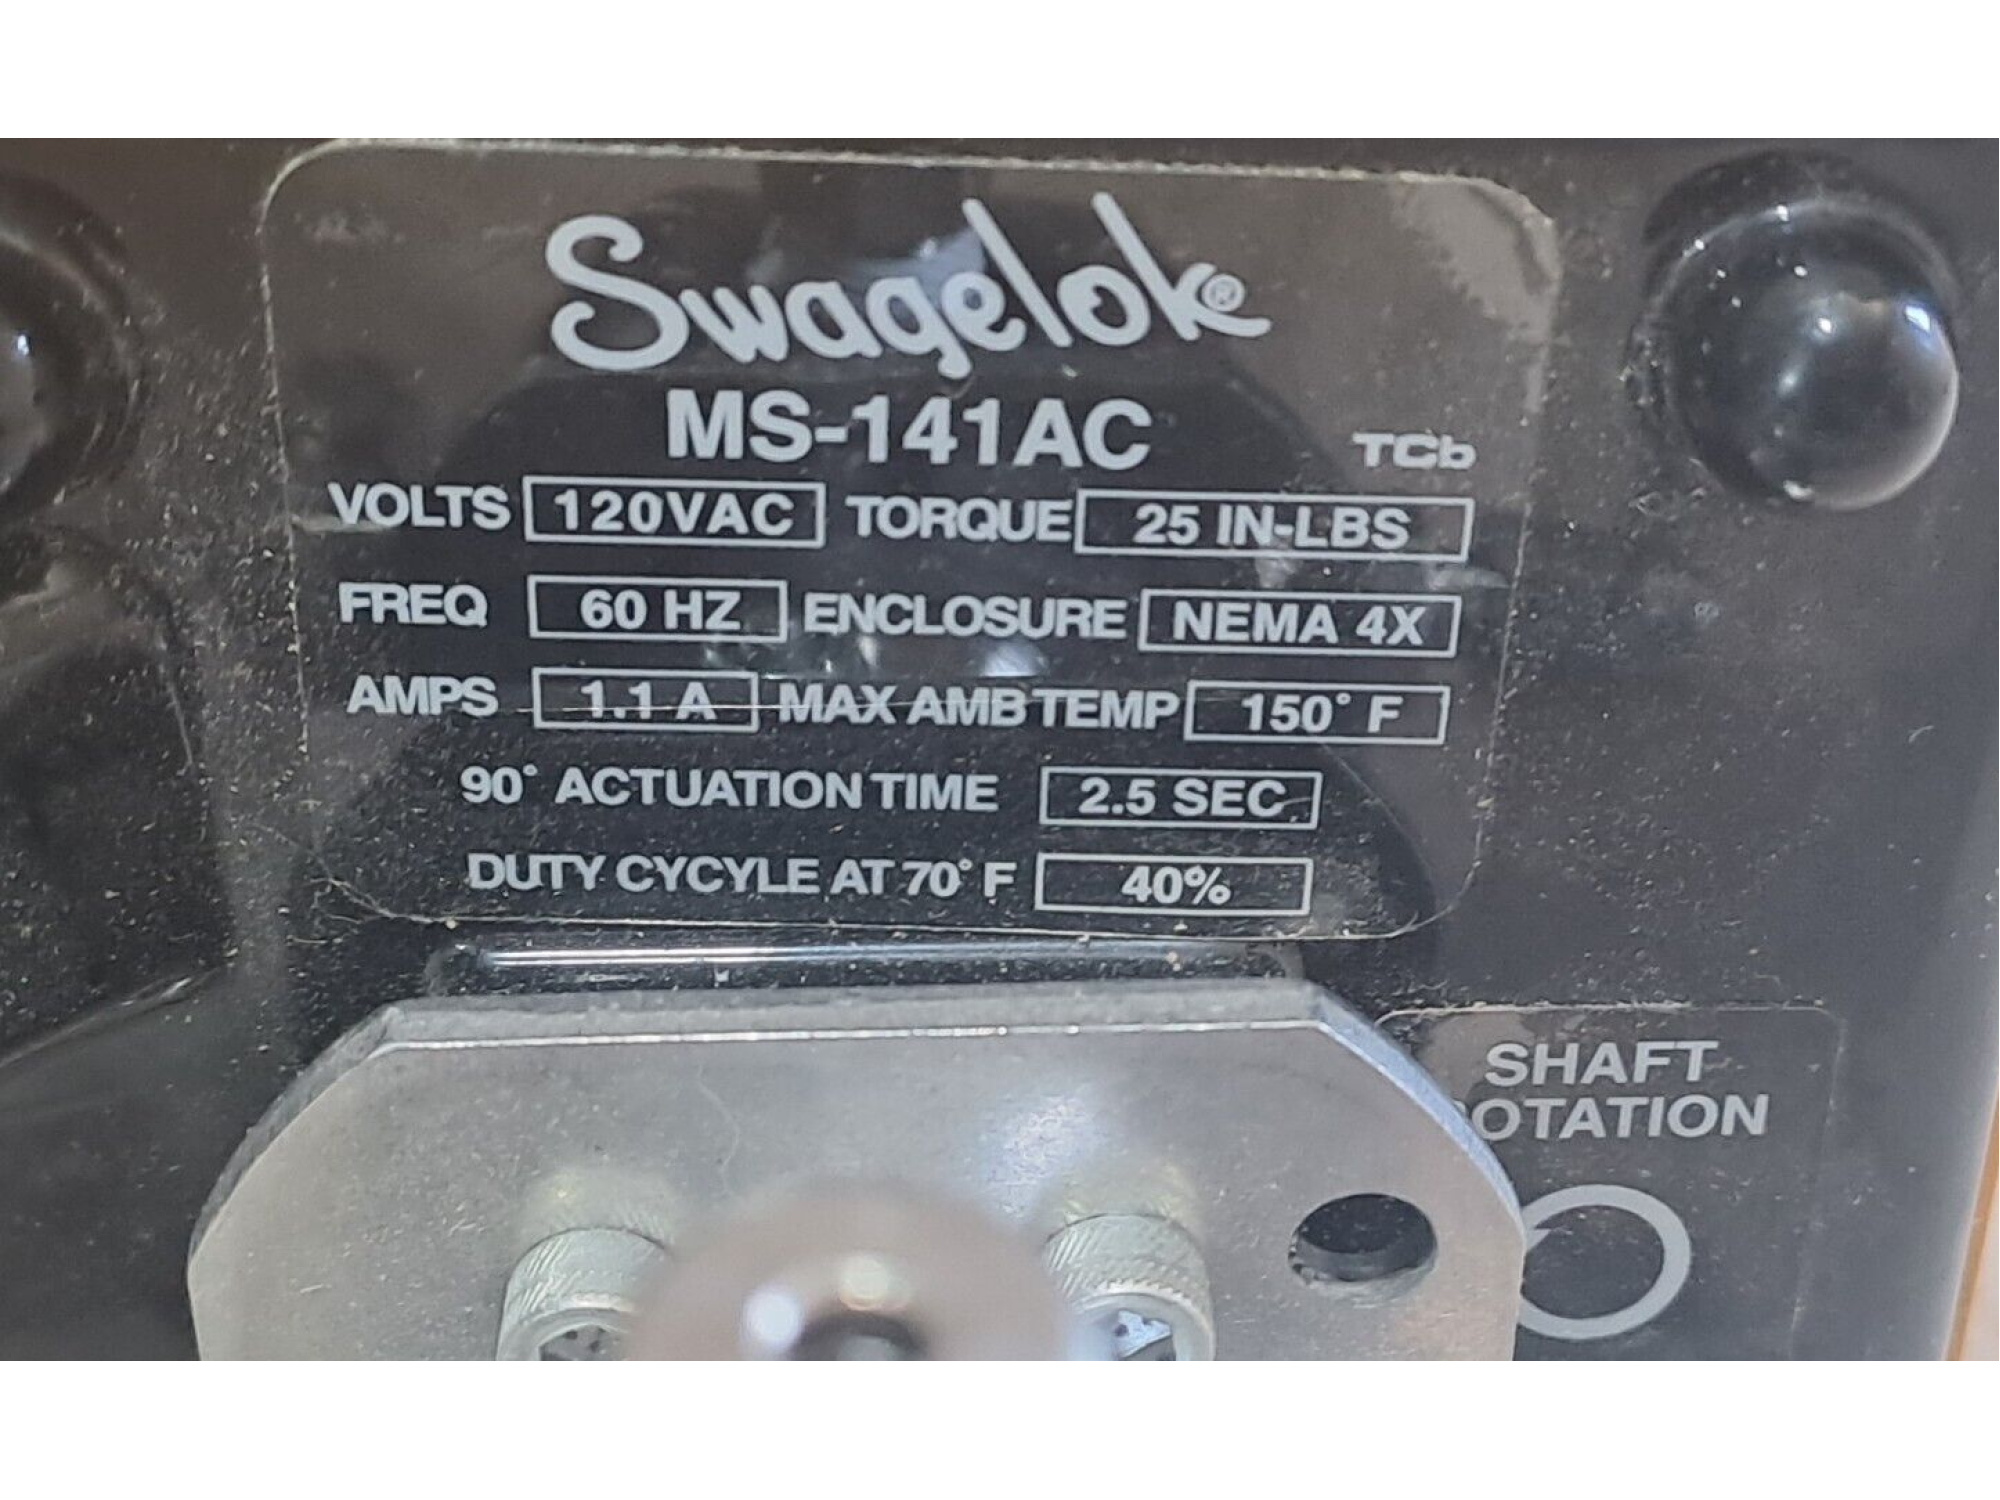 Swagelok®
MS-141AC
TCb
VOLTS 120VAC TORQUE 25 IN-LBS
FREQ 60 HZ ENCLOSURE NEMA 4X
AMPS 1.1 A MAX AMB TEMP 150° F
90° ACTUATION TIME 2.5 SEC
DUTY CYCYLE AT 70° F 40%
SHAFT
OTATION